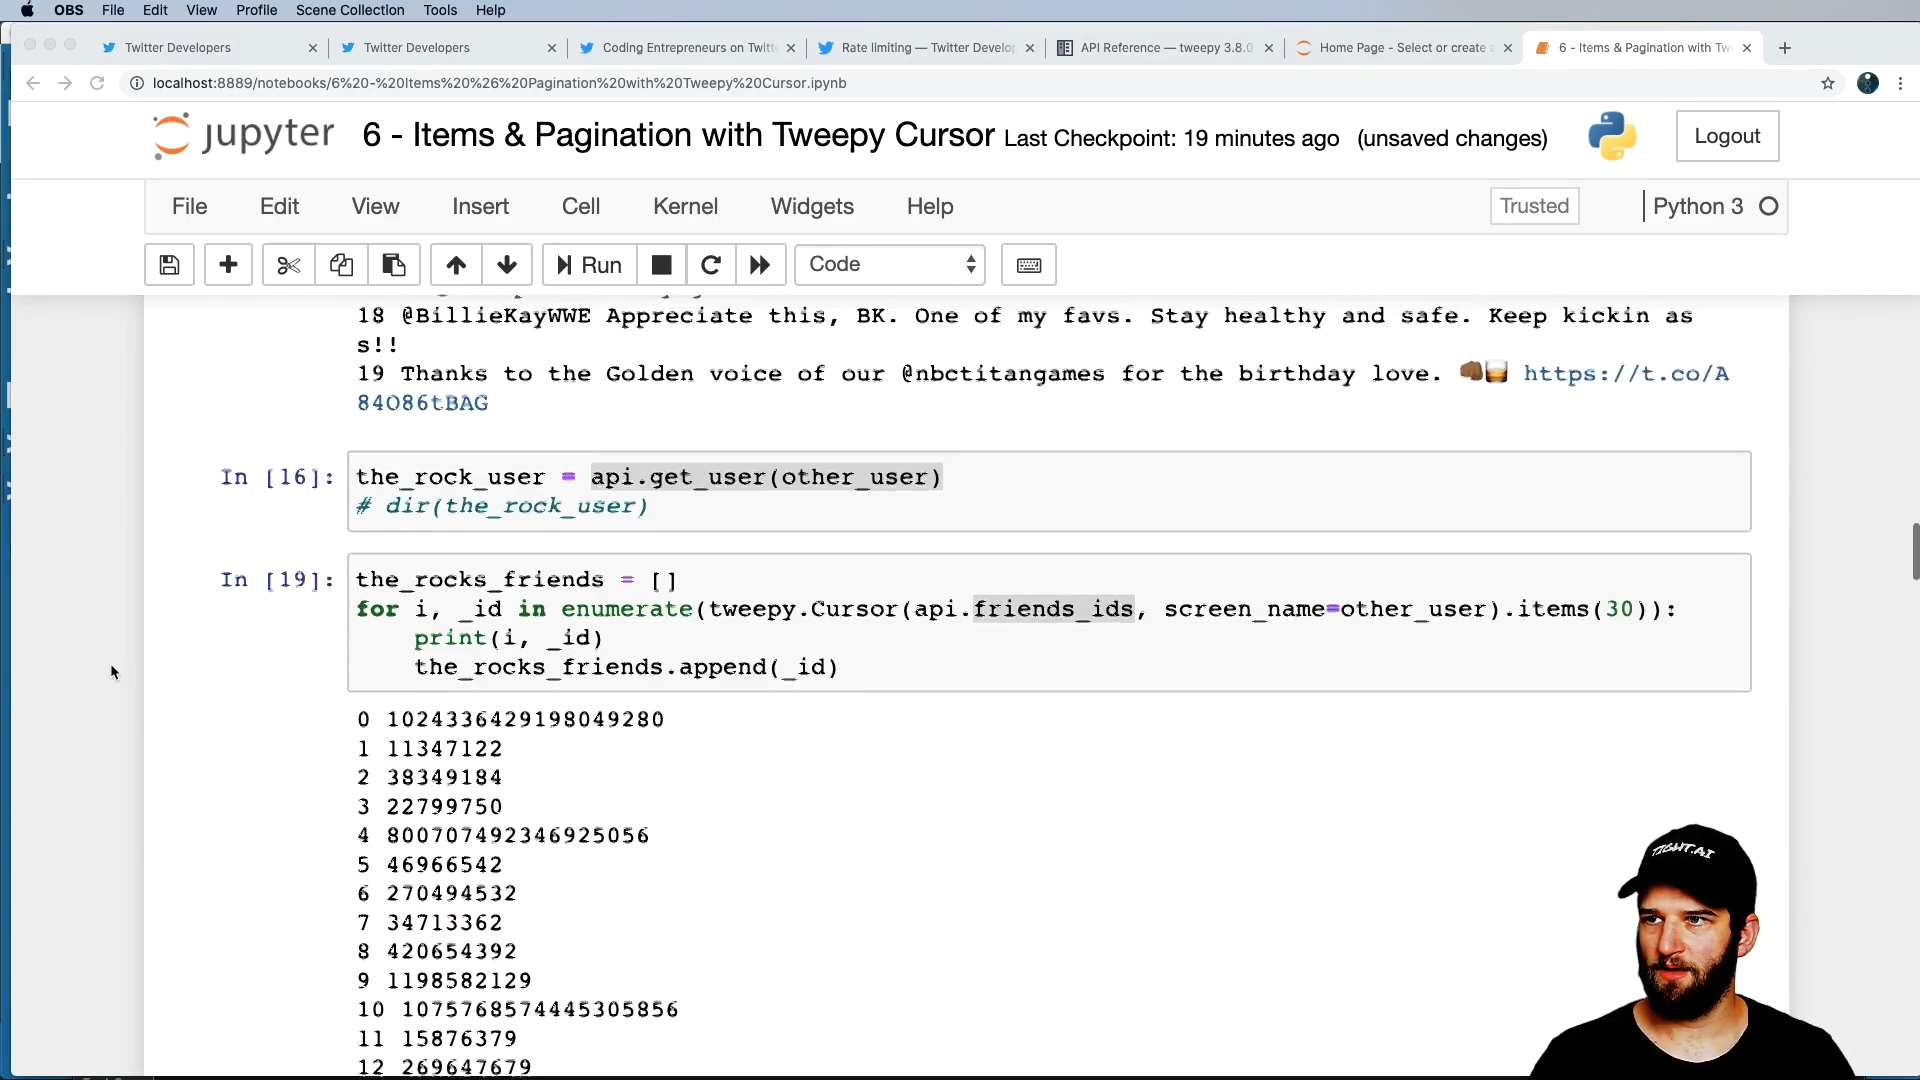 OBS File Edit View Profile Scene Collection Tools Help
Twitter Developers Twitter Developers Coding Entrepreneurs on Twitt Rate limiting — Twitter Develop API Reference — tweepy 3.8.0 Home Page - Select or create a 6 - Items & Pagination with Tw
localhost:8889/notebooks/6%20-%20Items%20%26%20Pagination%20with%20Tweepy%20Cursor.ipynb
jupyter 6 - Items & Pagination with Tweepy Cursor Last Checkpoint: 19 minutes ago (unsaved changes) Logout
File Edit View Insert Cell Kernel Widgets Help Trusted Python 3
Run Code
18 @BillieKayWWE Appreciate this, BK. One of my favs. Stay healthy and safe. Keep kickin as
s!!
19 Thanks to the Golden voice of our @nbctitangames for the birthday love. 👊🏾🥃 https://t.co/A
84O86tBAG
In [16]: the_rock_user = api.get_user(other_user)
# dir(the_rock_user)
In [19]: the_rocks_friends = []
for i, _id in enumerate(tweepy.Cursor(api.friends_ids, screen_name=other_user).items(30)):
print(i, _id)
the_rocks_friends.append(_id)
0 1024336429198049280
1 11347122
2 38349184
3 22799750
4 800707492346925056
5 46966542
6 270494532
7 34713362
8 420654392
9 1198582129
10 1075768574445305856
11 15876379
12 269647679
TIGHT.AI